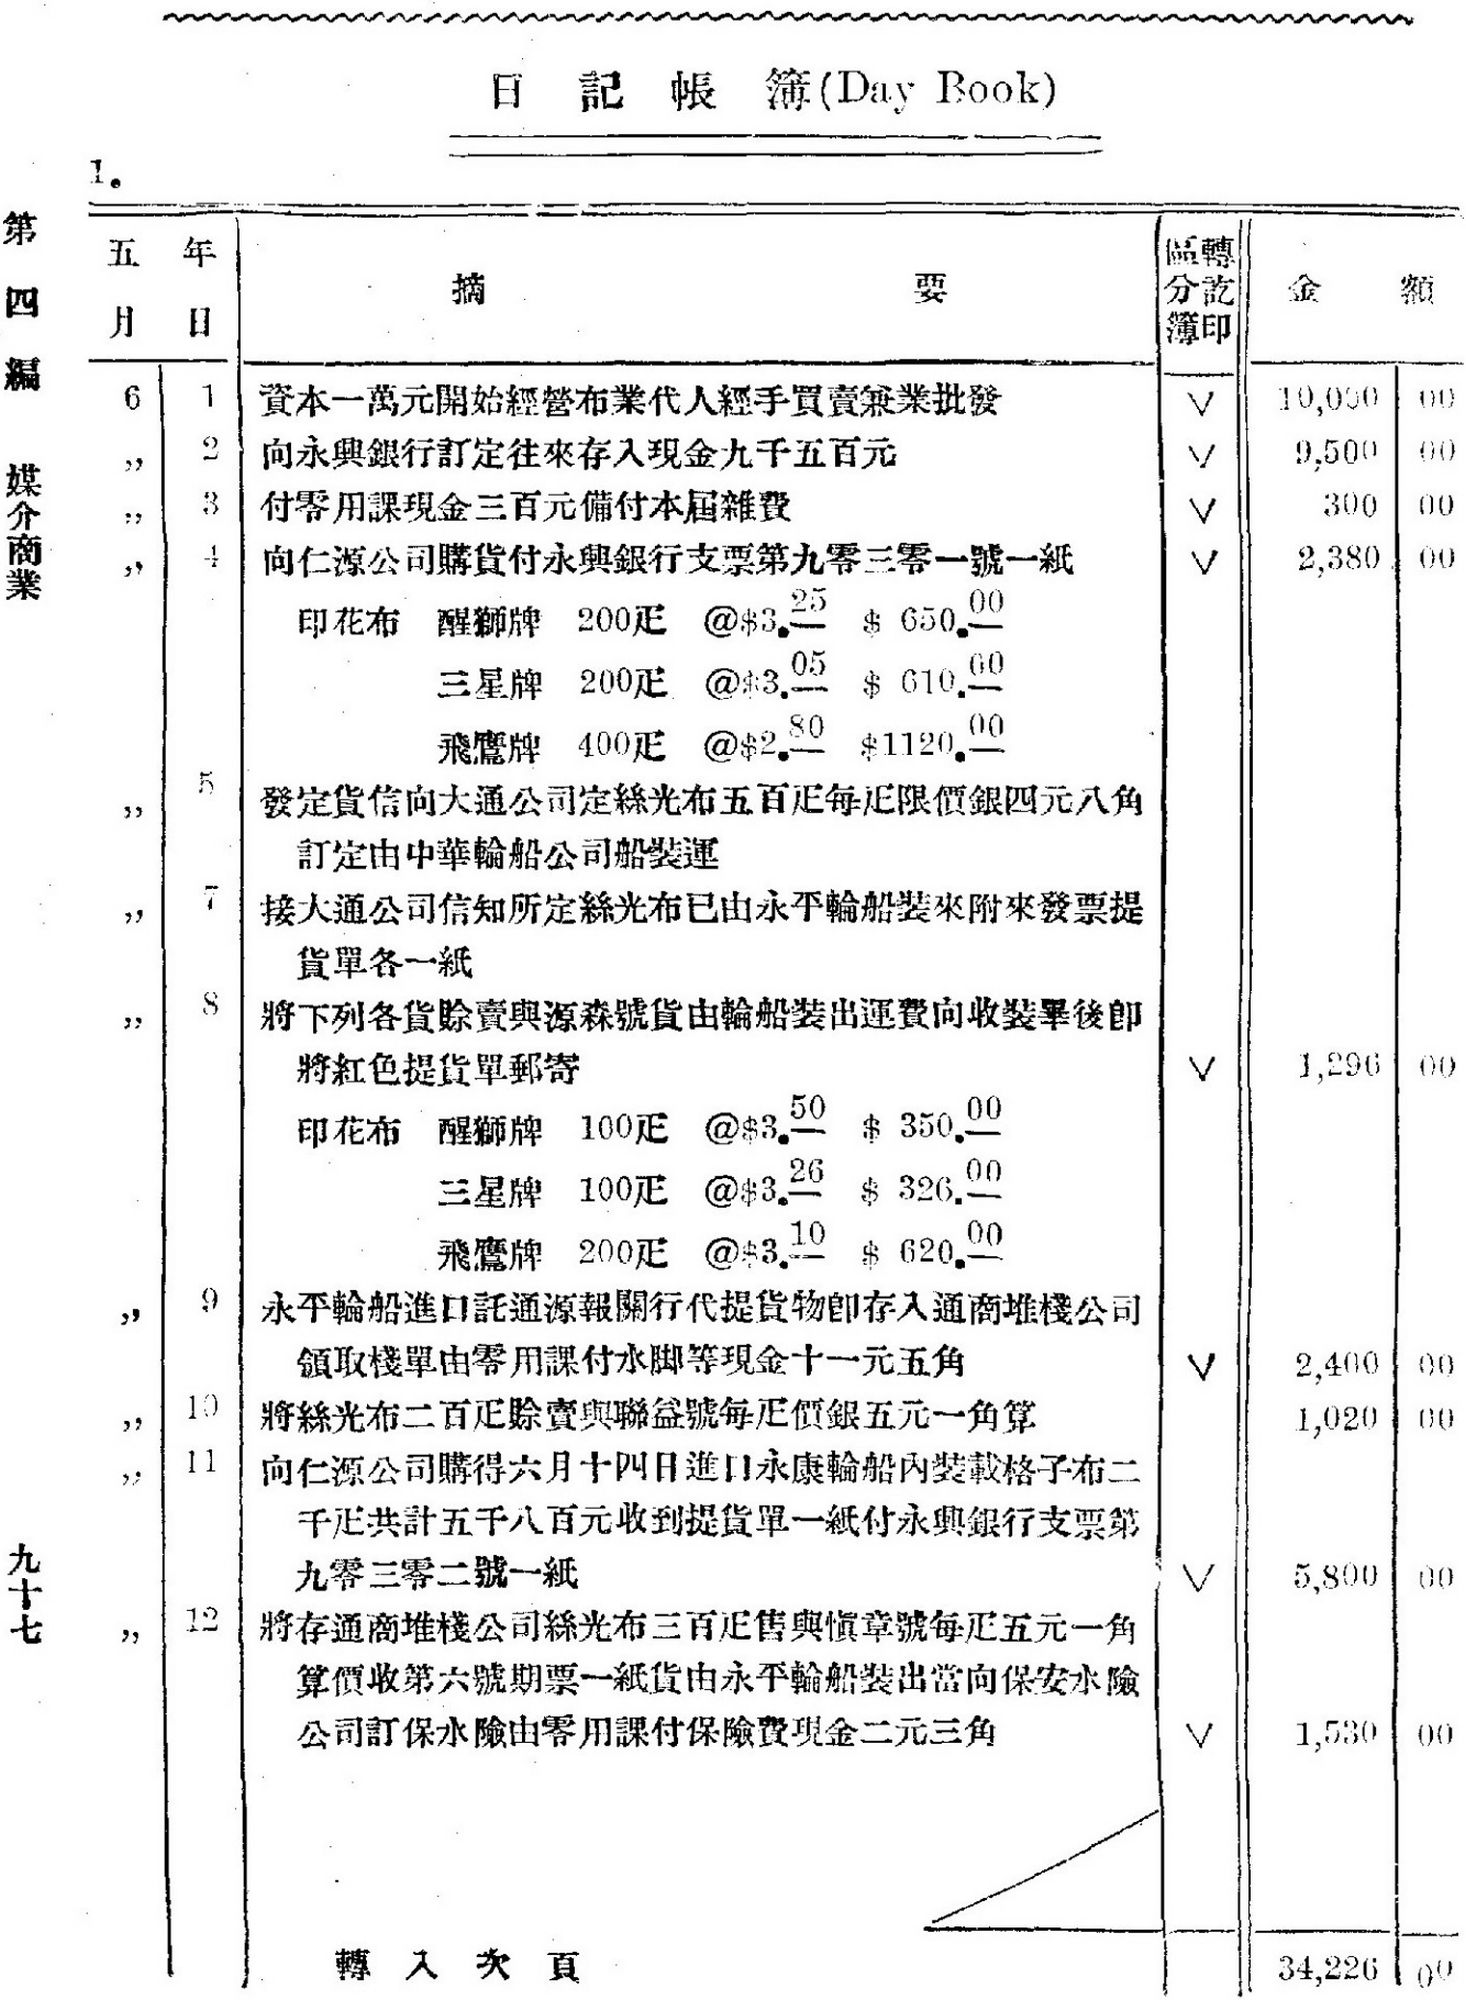 日記帳簿(Day Book)
1.
第四編 媒介商業
九十七
五年 摘要 區分簿 轉訖印 金額
月 日
6 1 資本一萬元開始經營布業代人經手買賣兼業批發 V 10,000 00
,, 2 向永興銀行訂定往來存入現金九千五百元 V 9,500 00
,, 3 付零用課現金三百元備付本屆雜費 V 300 00
,, 4 向仁源公司購貨付永興銀行支票第九零三零一號一紙 V 2,380 00
印花布 醒獅牌 200疋 @$3.25 $ 650.00
三星牌 200疋 @$3.05 $ 610.00
飛鷹牌 400疋 @$2.80 $1120.00
,, 5 發定貨信向大通公司定絲光布五百疋每疋限價銀四元八角
訂定由中華輪船公司船裝運
,, 7 接大通公司信知所定絲光布已由永平輪船裝來附來發票提
貨單各一紙
,, 8 將下列各貨賒賣與源森號貨由輪船裝出運費向收裝畢後卽
將紅色提貨單郵寄 V 1,296 00
印花布 醒獅牌 100疋 @$3.50 $ 350.00
三星牌 100疋 @$3.26 $ 326.00
飛鷹牌 200疋 @$3.10 $ 620.00
,, 9 永平輪船進口託通源報關行代提貨物卽存入通商堆棧公司
領取棧單由零用課付水脚等現金十一元五角 V 2,400 00
,, 10 將絲光布二百疋賒賣與聯益號每疋價銀五元一角算 1,020 00
,, 11 向仁源公司購得六月十四日進口永康輪船內裝載格子布二
千疋共計五千八百元收到提貨單一紙付永興銀行支票第
九零三零二號一紙 V 5,800 00
,, 12 將存通商堆棧公司絲光布三百疋售與愼章號每疋五元一角
算價收第六號期票一紙貨由永平輪船裝出當向保安水險
公司訂保水險由零用課付保險費現金二元三角 V 1,530 00
轉入次頁 34,226 00